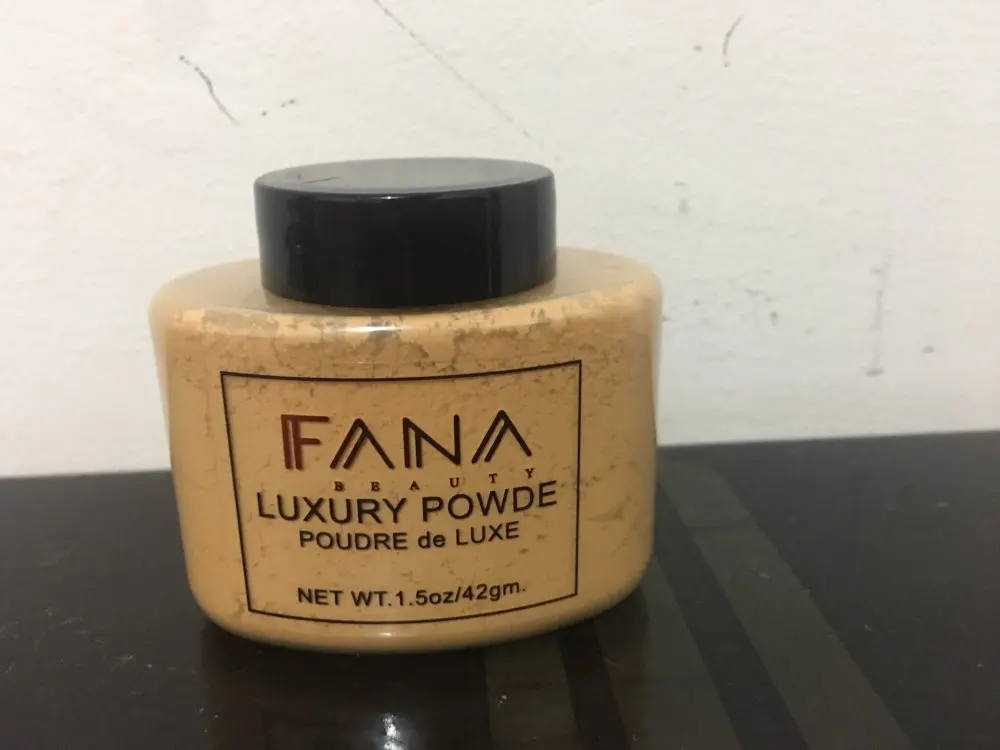 FANA
BEAUTY
LUXURY POWDE
POUDRE de LUXE
NET WT.1.5oz/42gm.